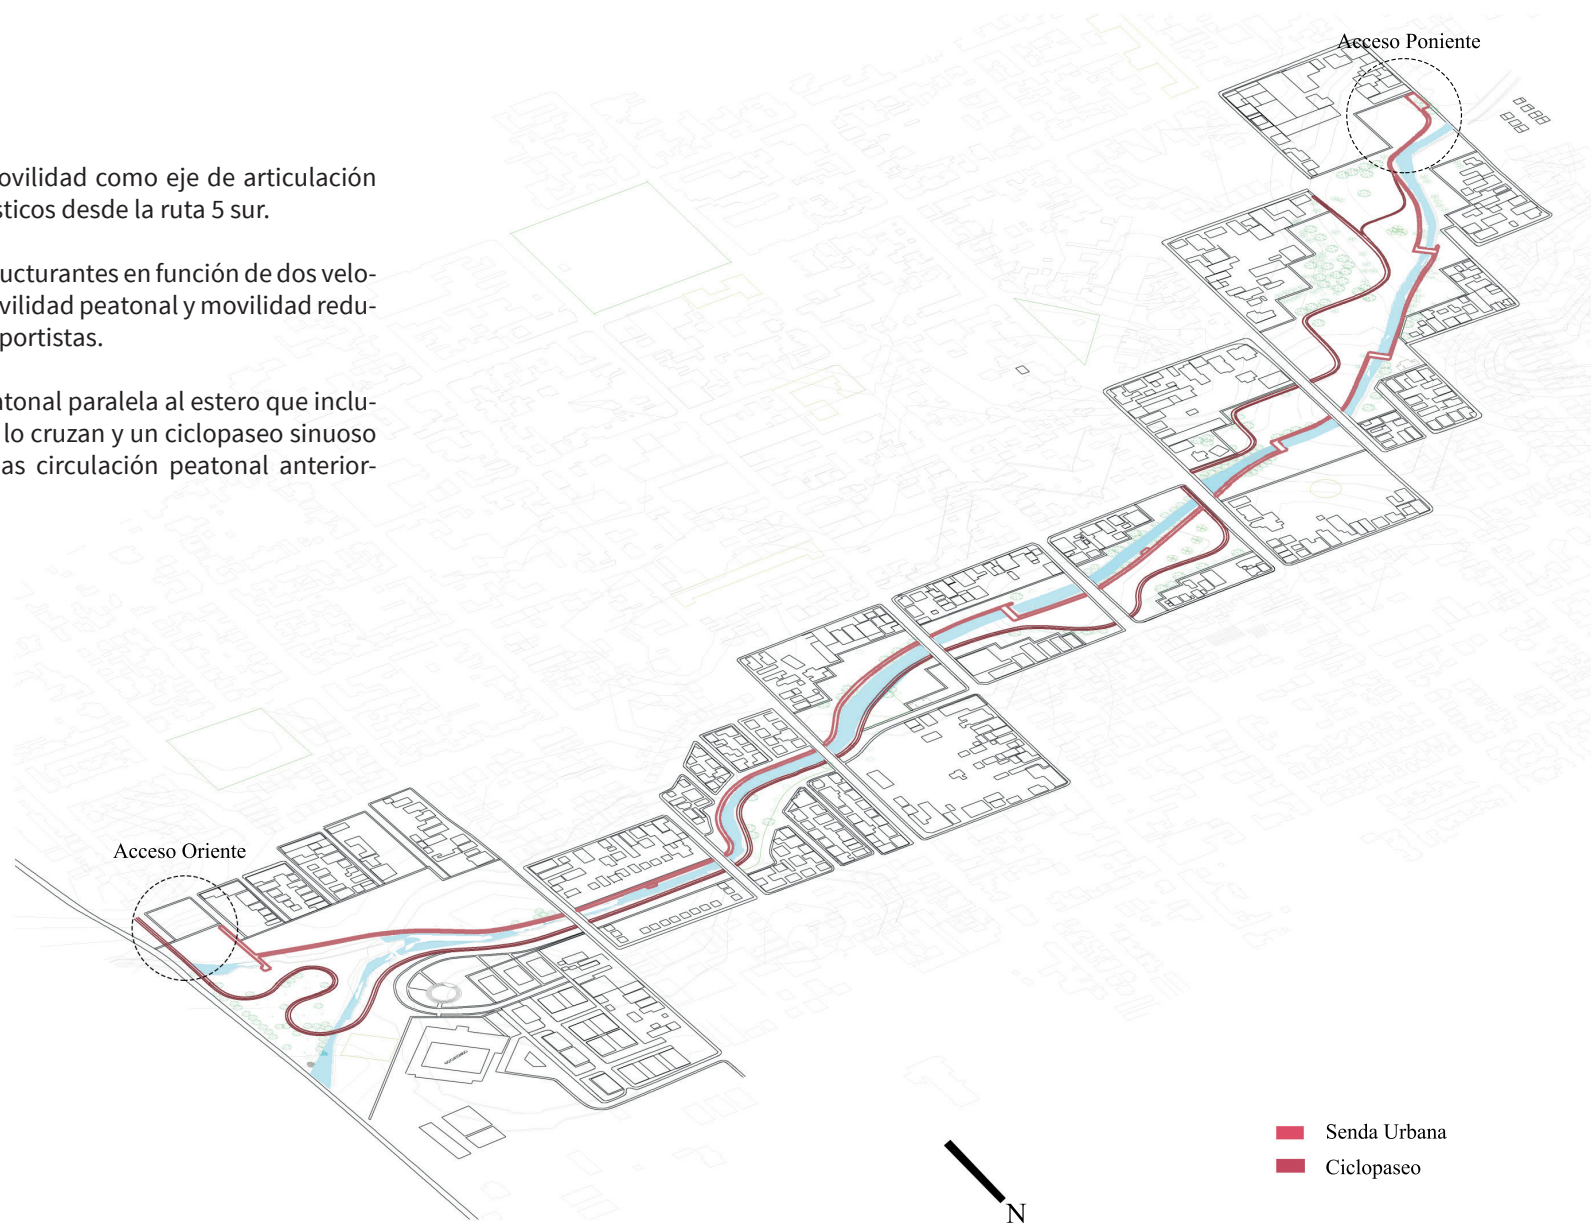 Acceso Poniente
ovilidad como eje de articulación
sticos desde la ruta 5 sur.
ucturantes en función de dos velo-
vilidad peatonal y movilidad redu-
portistas.
atonal paralela al estero que inclu-
lo cruzan y un ciclopaseo sinuoso
as circulación peatonal anterior-
Acceso Oriente
Senda Urbana
Ciclopaseo
N